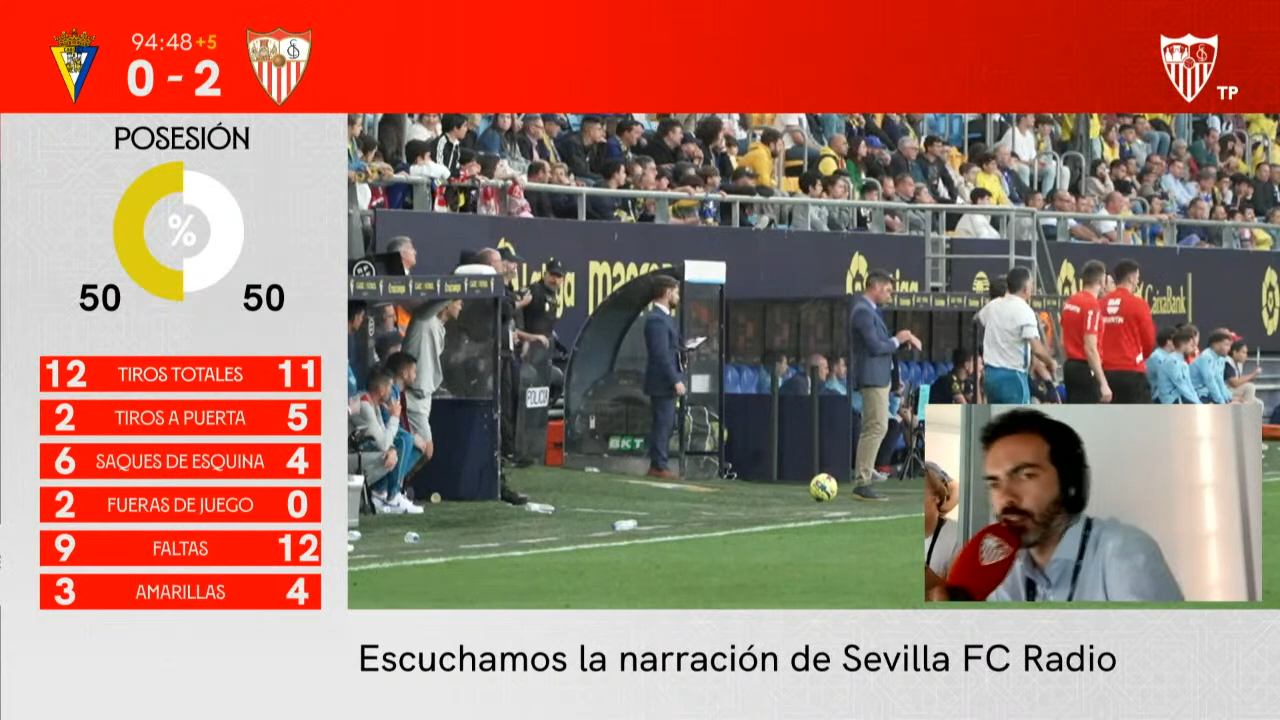 94:48 +5
0 - 2
TP
POSESIÓN
%
50 50
12 TIROS TOTALES 11
2 TIROS A PUERTA 5
6 SAQUES DE ESQUINA 4
2 FUERAS DE JUEGO 0
9 FALTAS 12
3 AMARILLAS 4
CaixaBank
POLICIA
BKT
Escuchamos la narración de Sevilla FC Radio